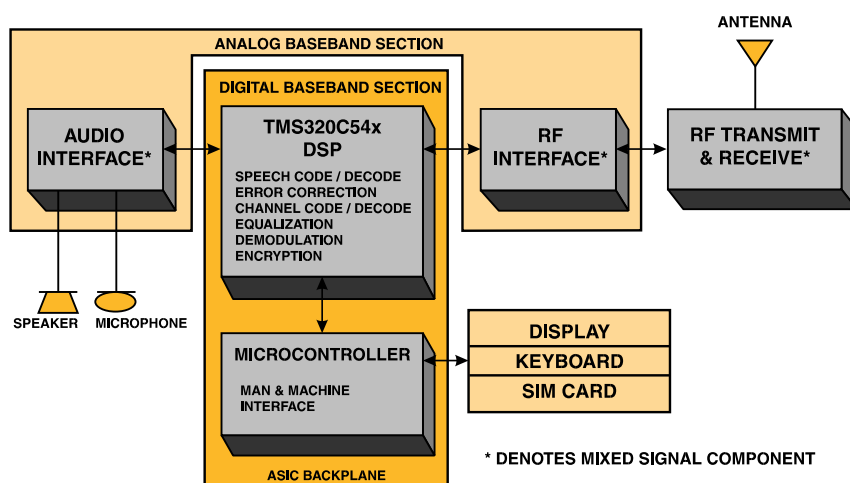 ANALOG BASEBAND SECTION
ANTENNA
DIGITAL BASEBAND SECTION
AUDIO
INTERFACE*
TMS320C54x
DSP
SPEECH CODE / DECODE
ERROR CORRECTION
CHANNEL CODE / DECODE
EQUALIZATION
DEMODULATION
ENCRYPTION
RF
INTERFACE*
RF TRANSMIT
& RECEIVE*
SPEAKER
MICROPHONE
MICROCONTROLLER
MAN & MACHINE
INTERFACE
DISPLAY
KEYBOARD
SIM CARD
ASIC BACKPLANE
* DENOTES MIXED SIGNAL COMPONENT